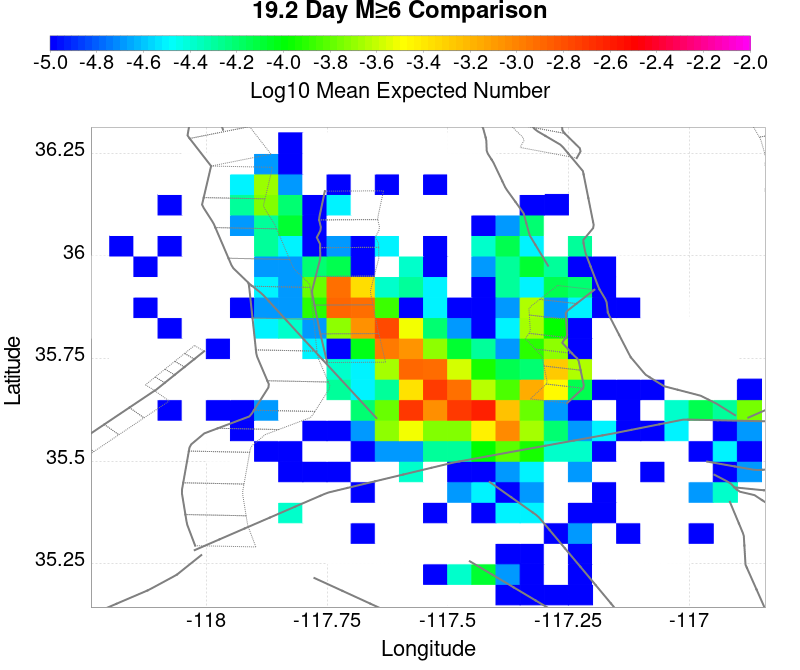 19.2 Day M≥6 Comparison
-5.0 -4.8 -4.6 -4.4 -4.2 -4.0 -3.8 -3.6 -3.4 -3.2 -3.0 -2.8 -2.6 -2.4 -2.2 -2.0
Log10 Mean Expected Number
36.25
36
35.75
35.5
35.25
Latitude
-118 -117.75 -117.5 -117.25 -117
Longitude